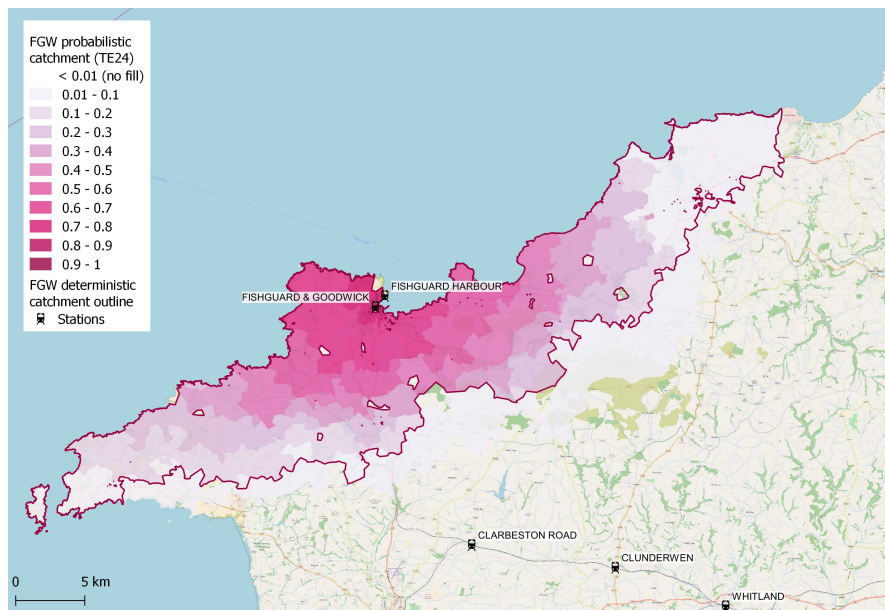 FGW probabilistic
catchment (TE24)
< 0.01 (no fill)
0.01 - 0.1
0.1 - 0.2
0.2 - 0.3
0.3 - 0.4
0.4 - 0.5
0.5 - 0.6
0.6 - 0.7
0.7 - 0.8
0.8 - 0.9
0.9 - 1
FGW deterministic
catchment outline
Stations
FISHGUARD HARBOUR
FISHGUARD & GOODWICK
CLARBESTON ROAD
CLUNDERWEN
WHITLAND
0 5 km